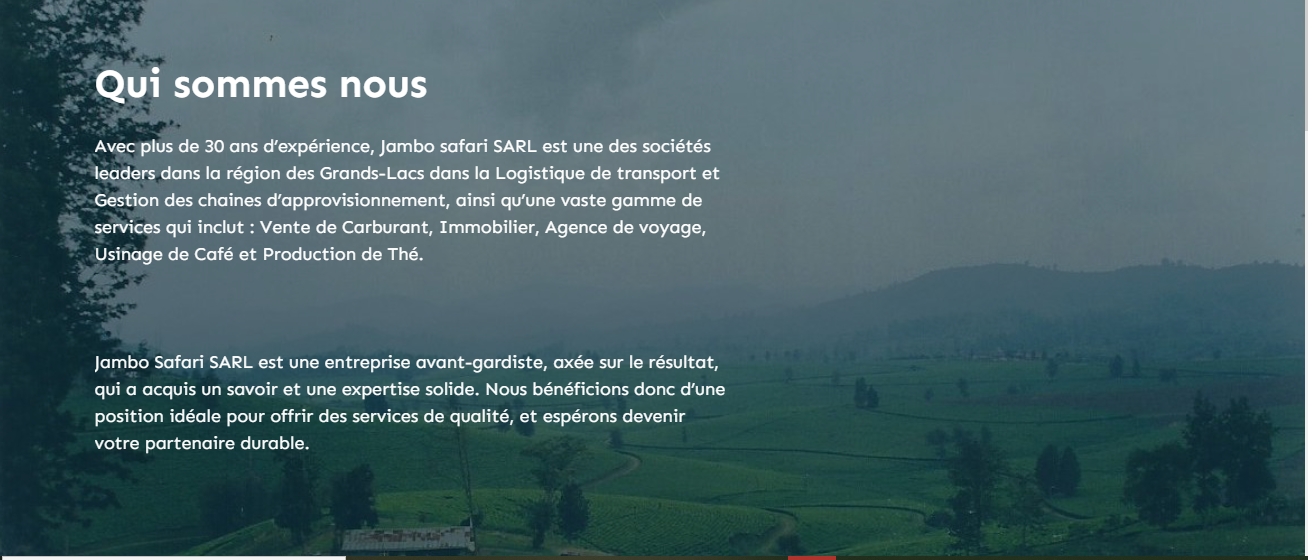 Qui sommes nous
Avec plus de 30 ans d’expérience, Jambo safari SARL est une des sociétés
leaders dans la région des Grands-Lacs dans la Logistique de transport et
Gestion des chaines d’approvisionnement, ainsi qu’une vaste gamme de
services qui inclut : Vente de Carburant, Immobilier, Agence de voyage,
Usinage de Café et Production de Thé.
Jambo Safari SARL est une entreprise avant-gardiste, axée sur le résultat,
qui a acquis un savoir et une expertise solide. Nous bénéficions donc d’une
position idéale pour offrir des services de qualité, et espérons devenir
votre partenaire durable.